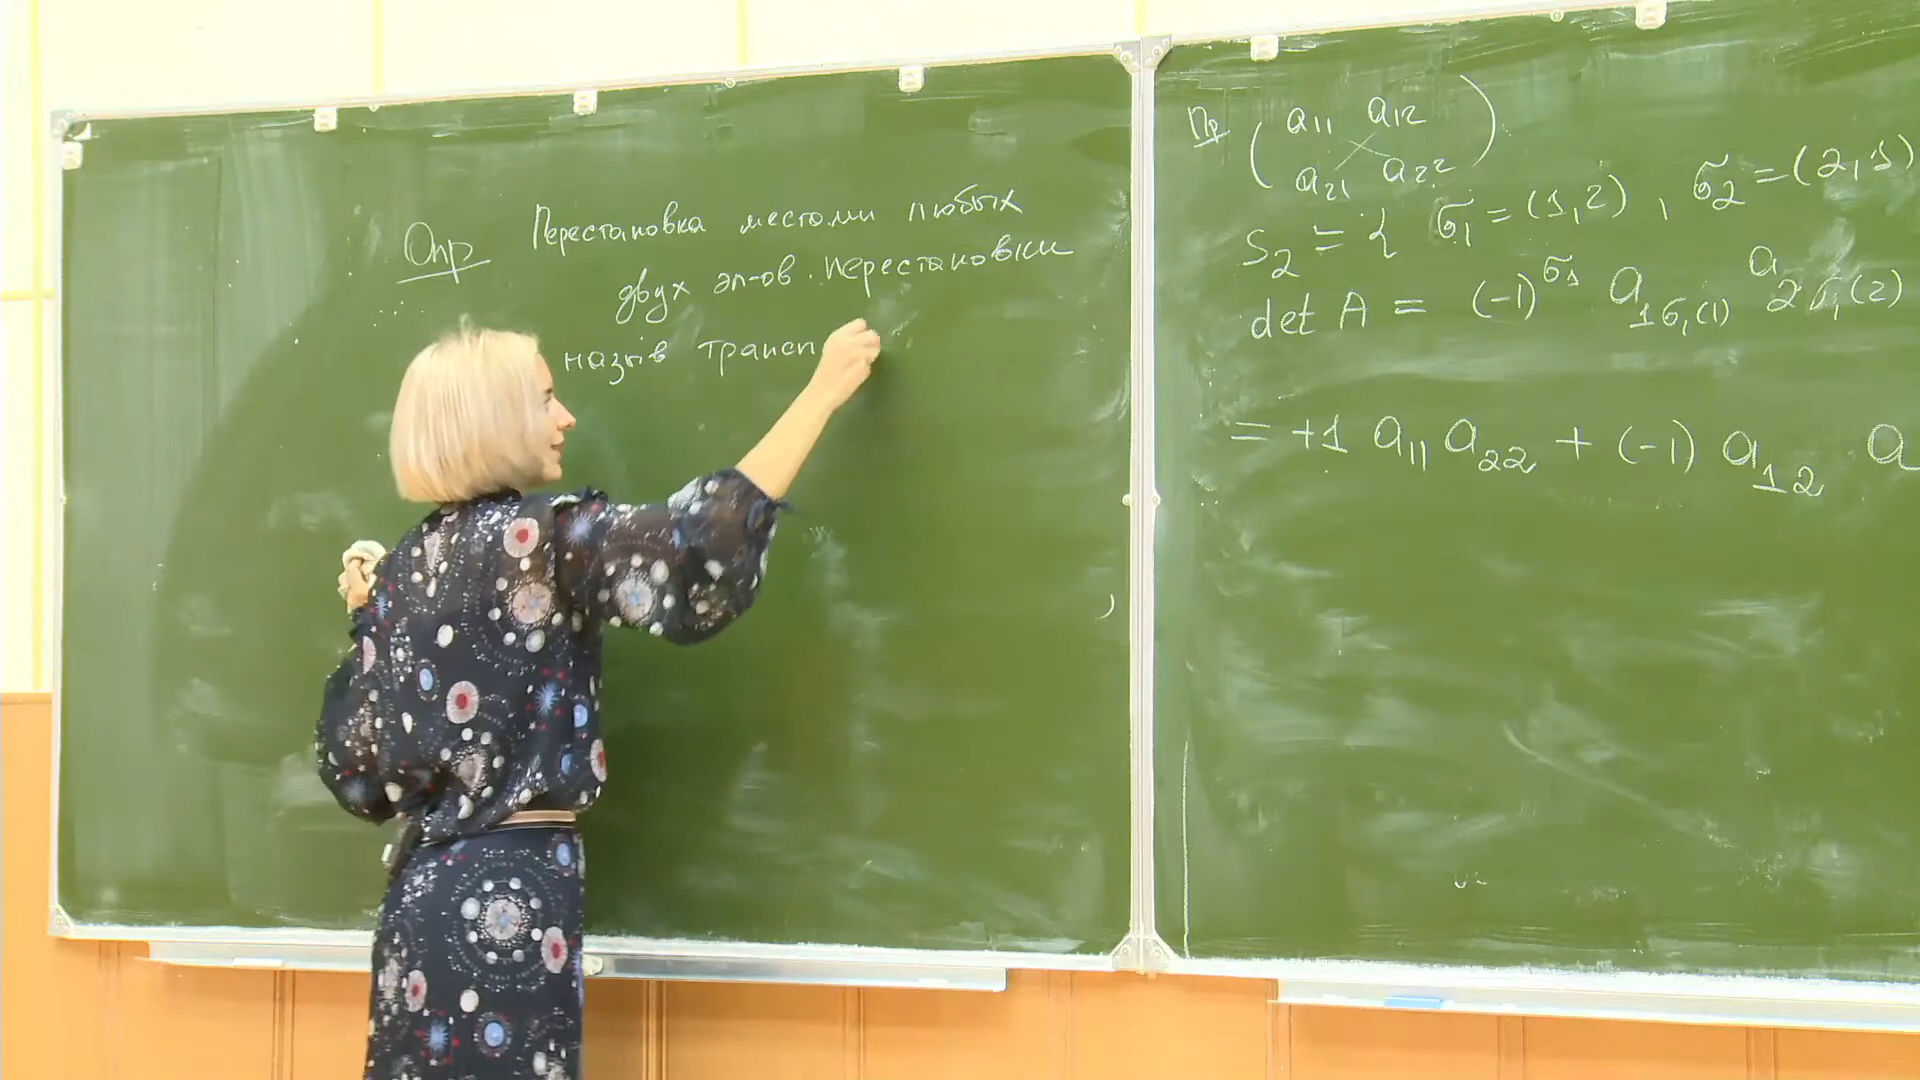 Опр Перестановка местами любых
двух эл-ов. перестановки
назыв трансп
Пр ( a11 a12
a21 a22 )
S2 = { σ1 = (1,2) , σ2 = (2,1)
det A = (-1)^σ1 a1σ1(1) a2σ1(2)
= +1 a11 a22 + (-1) a12 a